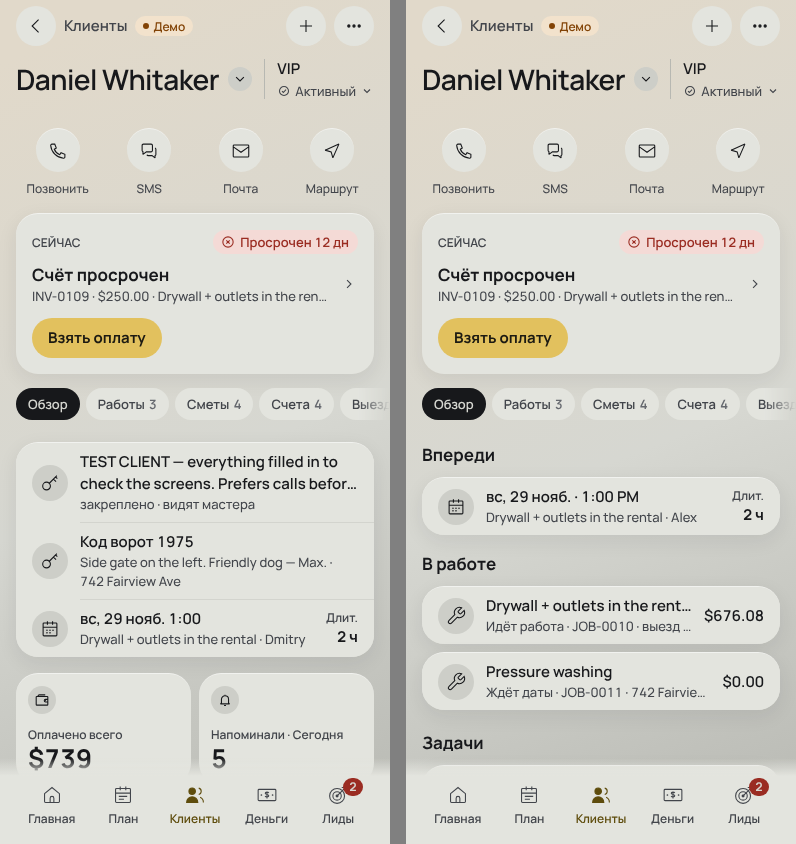 Клиенты
Демо
Daniel Whitaker
VIP
Активный
Позвонить
SMS
Почта
Маршрут
СЕЙЧАС
Просрочен 12 дн
Счёт просрочен
INV-0109 · $250.00 · Drywall + outlets in the ren...
Взять оплату
Обзор
Работы 3
Сметы 4
Счета 4
Выезд
TEST CLIENT — everything filled in to
check the screens. Prefers calls befor...
закреплено · видят мастера
Код ворот 1975
Side gate on the left. Friendly dog — Max. ·
742 Fairview Ave
вс, 29 нояб. 1:00
Drywall + outlets in the rental · Dmitry
Длит.
2 ч
Оплачено всего
$739
Напоминали · Сегодня
5
Главная
План
Клиенты
Деньги
Лиды
2
Клиенты
Демо
Daniel Whitaker
VIP
Активный
Позвонить
SMS
Почта
Маршрут
СЕЙЧАС
Просрочен 12 дн
Счёт просрочен
INV-0109 · $250.00 · Drywall + outlets in the ren...
Взять оплату
Обзор
Работы 3
Сметы 4
Счета 4
Выезд
Впереди
вс, 29 нояб. · 1:00 PM
Drywall + outlets in the rental · Alex
Длит.
2 ч
В работе
Drywall + outlets in the rent...
Идёт работа · JOB-0010 · выезд ...
$676.08
Pressure washing
Ждёт даты · JOB-0011 · 742 Fairvie...
$0.00
Задачи
Главная
План
Клиенты
Деньги
Лиды
2